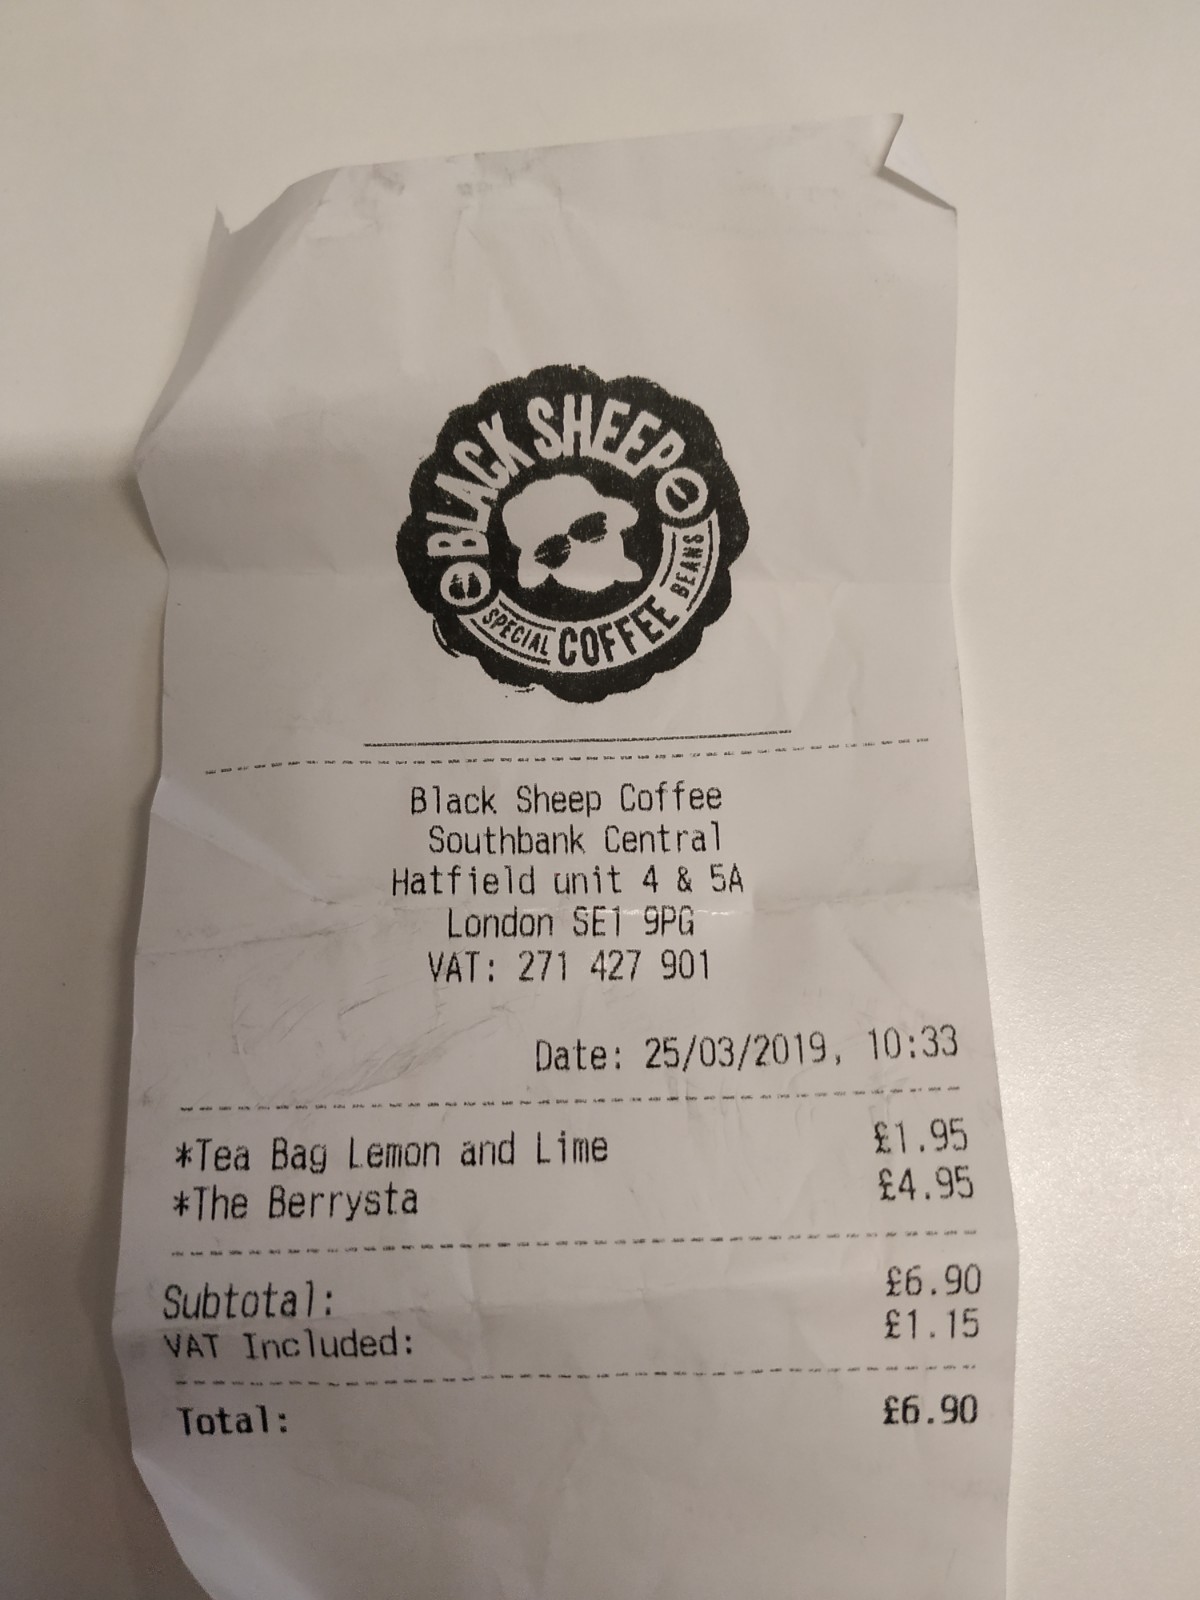 BLACK SHEEP
SPECIAL COFFEE BEANS
Black Sheep Coffee
Southbank Central
Hatfield unit 4 & 5A
London SE1 9PG
VAT: 271 427 901
Date: 25/03/2019, 10:33
*Tea Bag Lemon and Lime £1.95
*The Berrysta £4.95
Subtotal: £6.90
VAT Included: £1.15
Total: £6.90